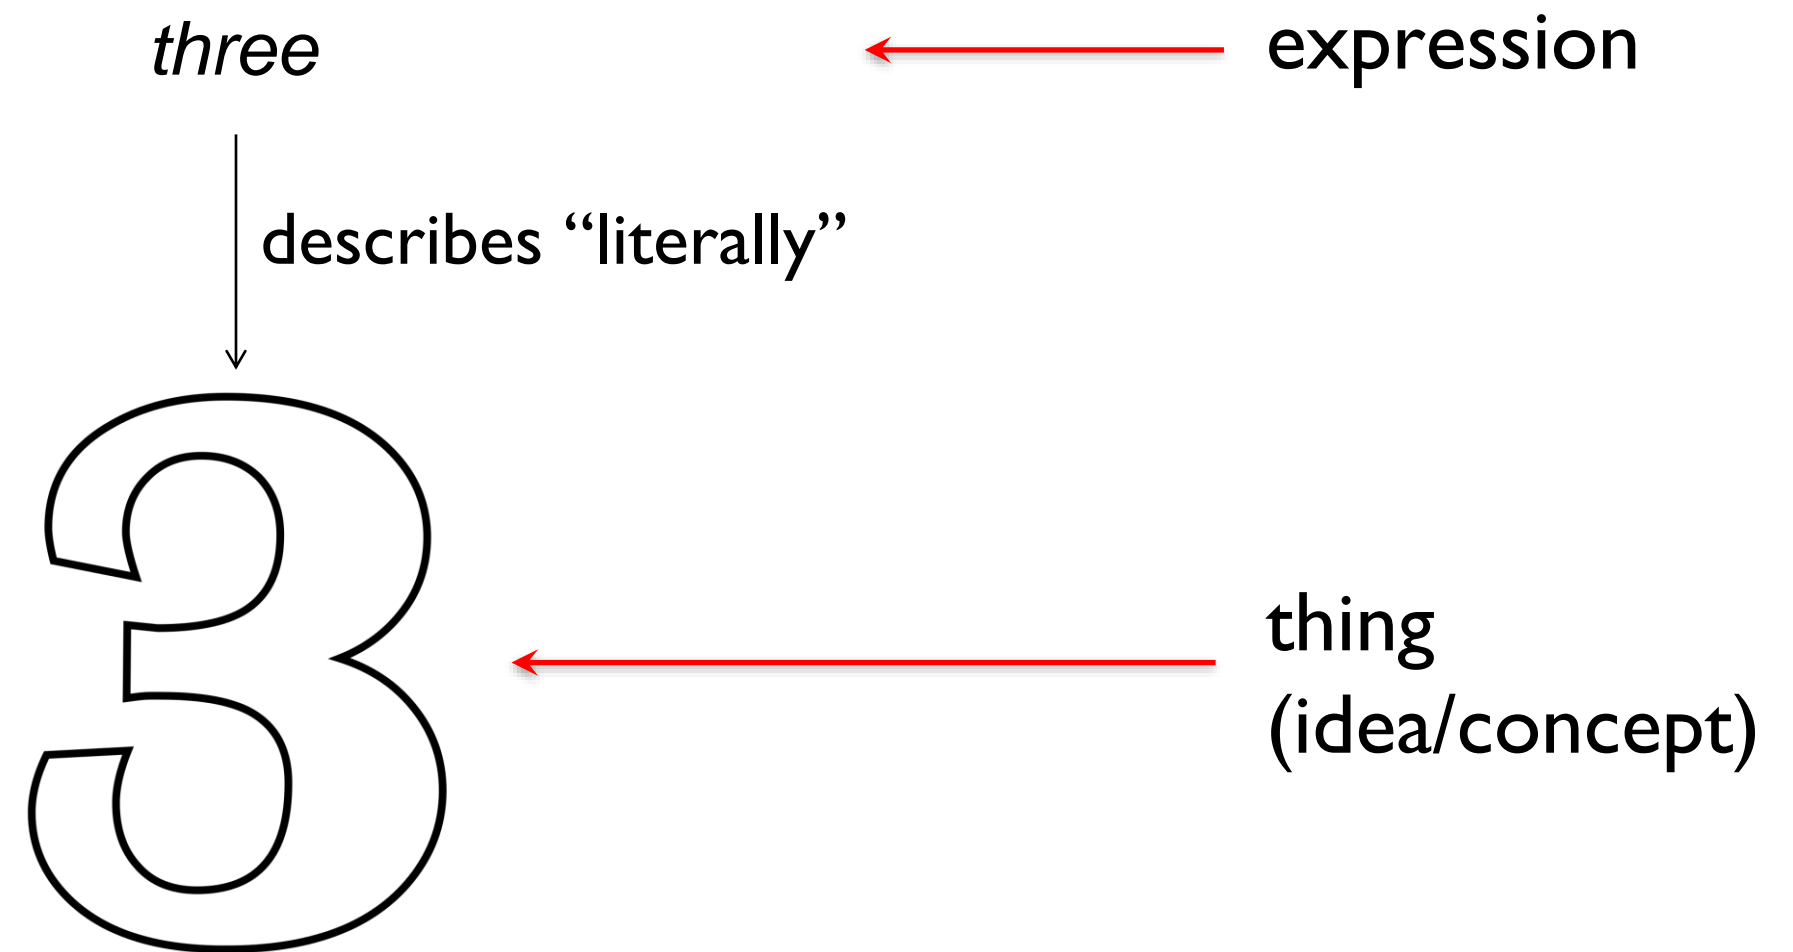 three
expression
describes “literally”
3
thing
(idea/concept)